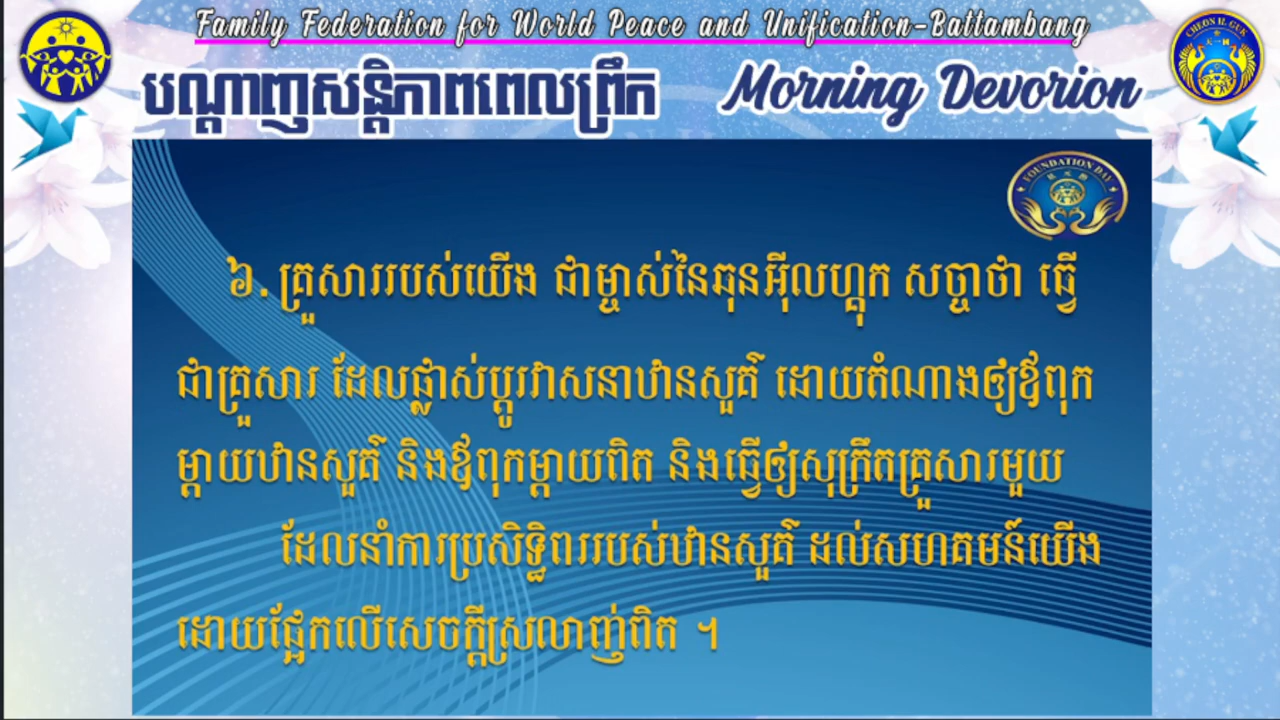 Family Federation for World Peace and Unification-Battambang
បណ្តាញសន្តិភាពពេលព្រឹក
Morning Devorion
CHEON IL GUK
FOUNDATION DAY
៦. គ្រួសាររបស់យើង ជាម្ចាស់នៃឆុនអ៊ីលហ្គុក សច្ចាថា ធ្វើ
ជាគ្រួសារ ដែលផ្លាស់ប្តូរវាសនាឋានសួគ៌ ដោយតំណាងឲ្យឪពុក
ម្តាយឋានសួគ៌ និងឪពុកម្តាយពិត និងធ្វើឲ្យសុក្រឹតគ្រួសារមួយ
ដែលនាំការប្រសិទ្ធិពររបស់ឋានសួគ៌ ដល់សហគមន៍យើង
ដោយផ្អែកលើសេចក្តីស្រលាញ់ពិត ។